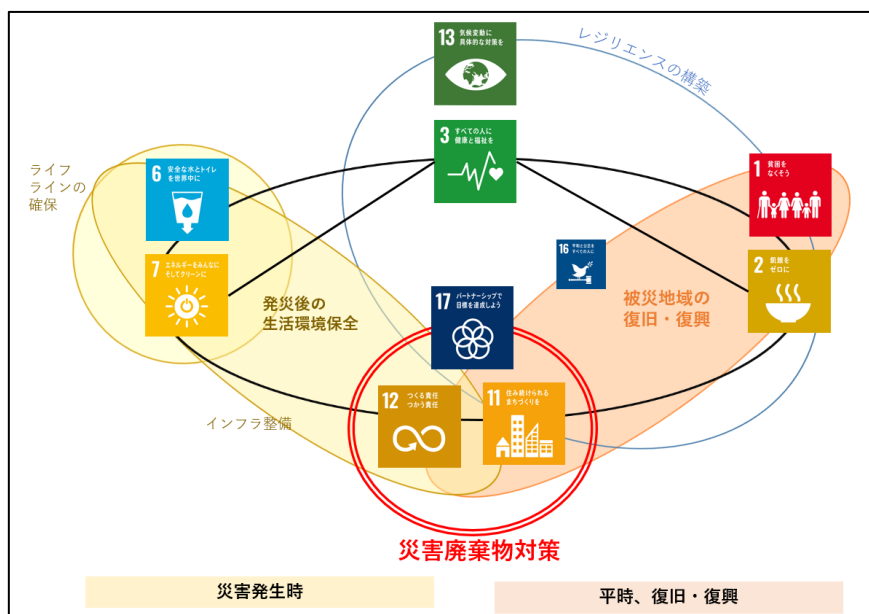 13 気候変動に
具体的な対策を
レジリエンスの構築
3 すべての人に
健康と福祉を
ライフ
ラインの
確保
6 安全な水とトイレ
を世界中に
1 貧困を
なくそう
7 エネルギーをみんなに
そしてクリーンに
16 平和と公正を
すべての人に
2 飢餓を
ゼロに
発災後の
生活環境保全
17 パートナーシップで
目標を達成しよう
被災地域の
復旧・復興
12 つくる責任
つかう責任
11 住み続けられる
まちづくりを
インフラ整備
災害廃棄物対策
災害発生時
平時、復旧・復興